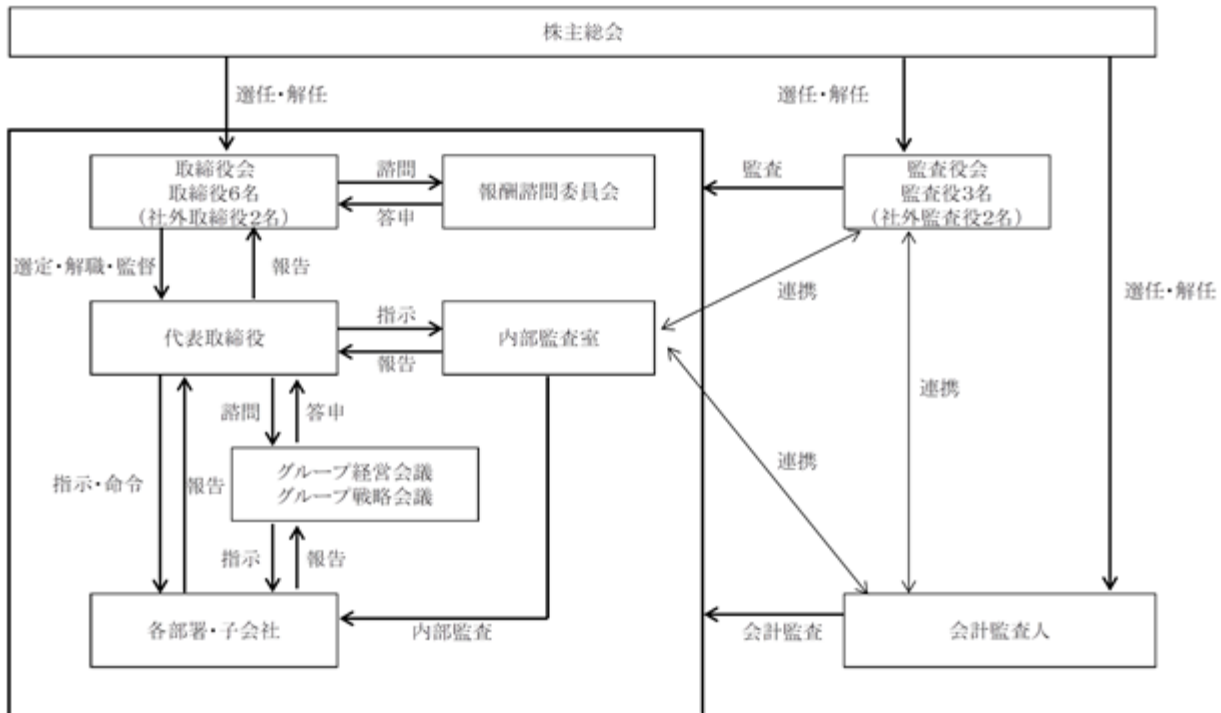 株主総会
選任・解任
選任・解任
取締役会
取締役6名
(社外取締役2名)
諮問
答申
報酬諮問委員会
監査
監査役会
監査役3名
(社外監査役2名)
選定・解職・監督
報告
連携
選任・解任
代表取締役
指示
報告
内部監査室
諮問
答申
連携
指示・命令
報告
グループ経営会議
グループ戦略会議
連携
指示
報告
各部署・子会社
内部監査
会計監査
会計監査人